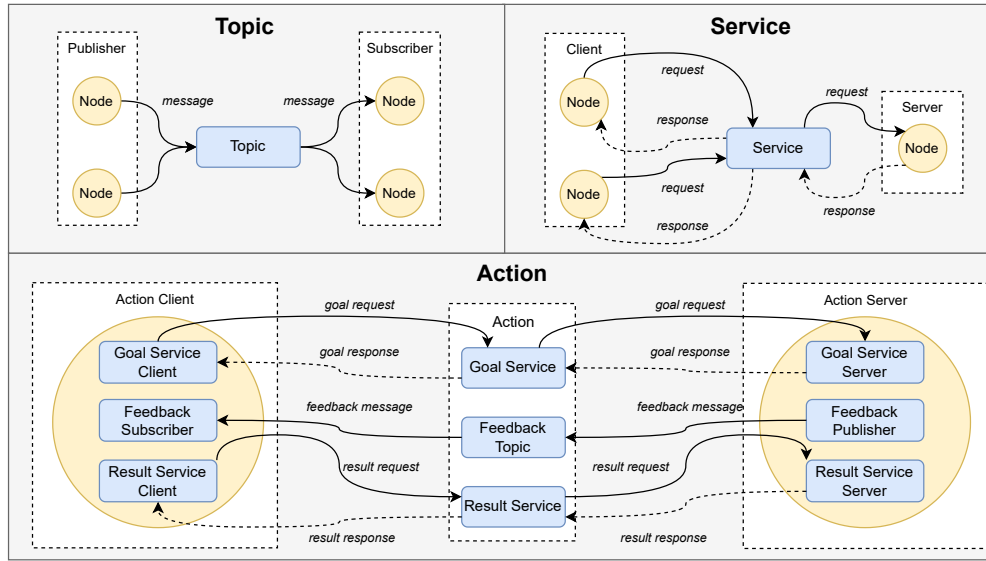 Topic
Publisher
Subscriber
Node
message
message
Node
Topic
Node
Node
Service
Client
request
Node
response
request
Server
Service
Node
Node
request
response
response
Action
Action Client
Action
Action Server
goal request
goal request
Goal Service
Client
goal response
Goal Service
goal response
Goal Service
Server
Feedback
Subscriber
feedback message
Feedback
Topic
feedback message
Feedback
Publisher
Result Service
Client
result request
Result Service
result request
Result Service
Server
result response
result response